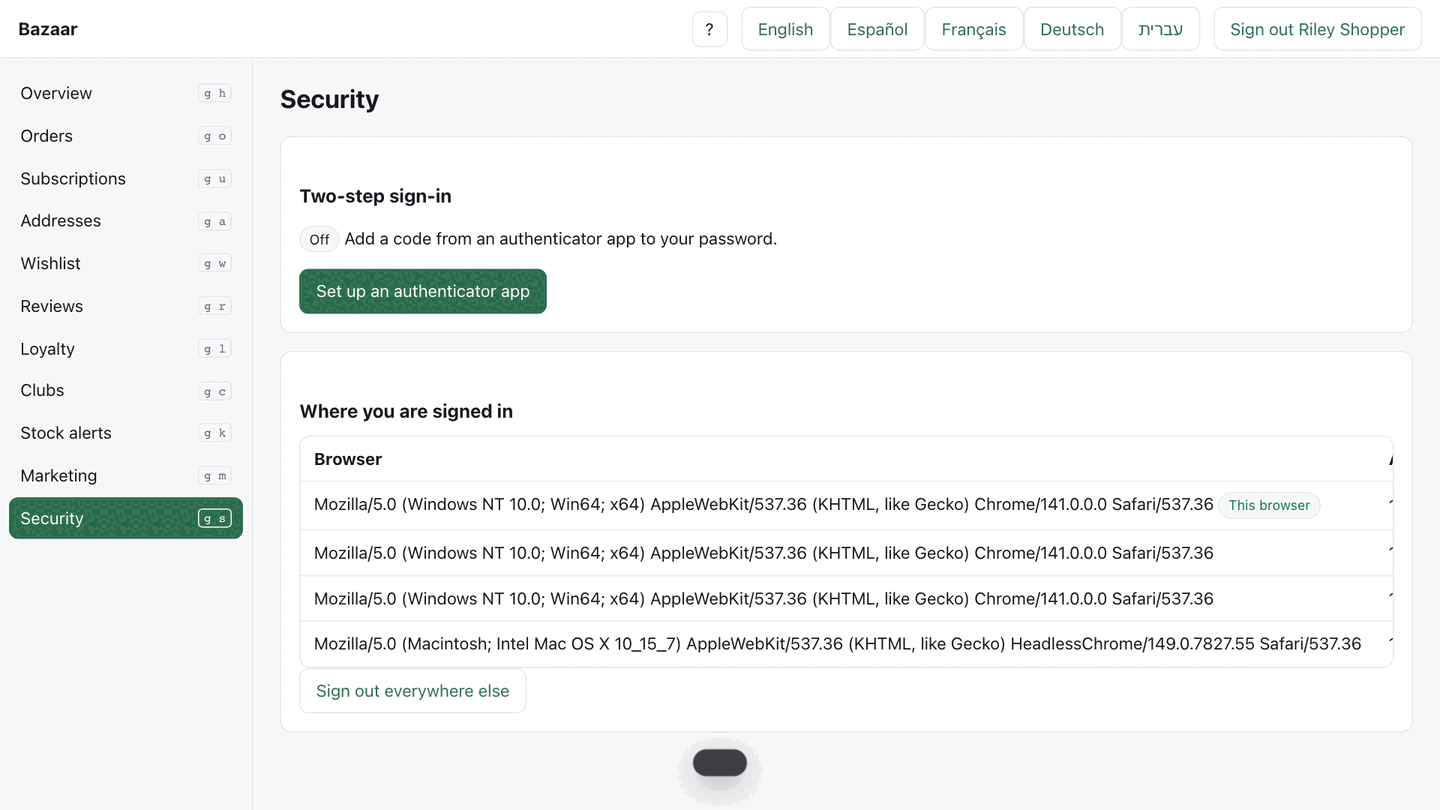 Bazaar
? English Español Français Deutsch עברית Sign out Riley Shopper
Overview g h
Orders g o
Subscriptions g u
Addresses g a
Wishlist g w
Reviews g r
Loyalty g l
Clubs g c
Stock alerts g k
Marketing g m
Security g s
Security
Two-step sign-in
Off Add a code from an authenticator app to your password.
Set up an authenticator app
Where you are signed in
Browser
Mozilla/5.0 (Windows NT 10.0; Win64; x64) AppleWebKit/537.36 (KHTML, like Gecko) Chrome/141.0.0.0 Safari/537.36 This browser
Mozilla/5.0 (Windows NT 10.0; Win64; x64) AppleWebKit/537.36 (KHTML, like Gecko) Chrome/141.0.0.0 Safari/537.36
Mozilla/5.0 (Windows NT 10.0; Win64; x64) AppleWebKit/537.36 (KHTML, like Gecko) Chrome/141.0.0.0 Safari/537.36
Mozilla/5.0 (Macintosh; Intel Mac OS X 10_15_7) AppleWebKit/537.36 (KHTML, like Gecko) HeadlessChrome/149.0.7827.55 Safari/537.36
Sign out everywhere else